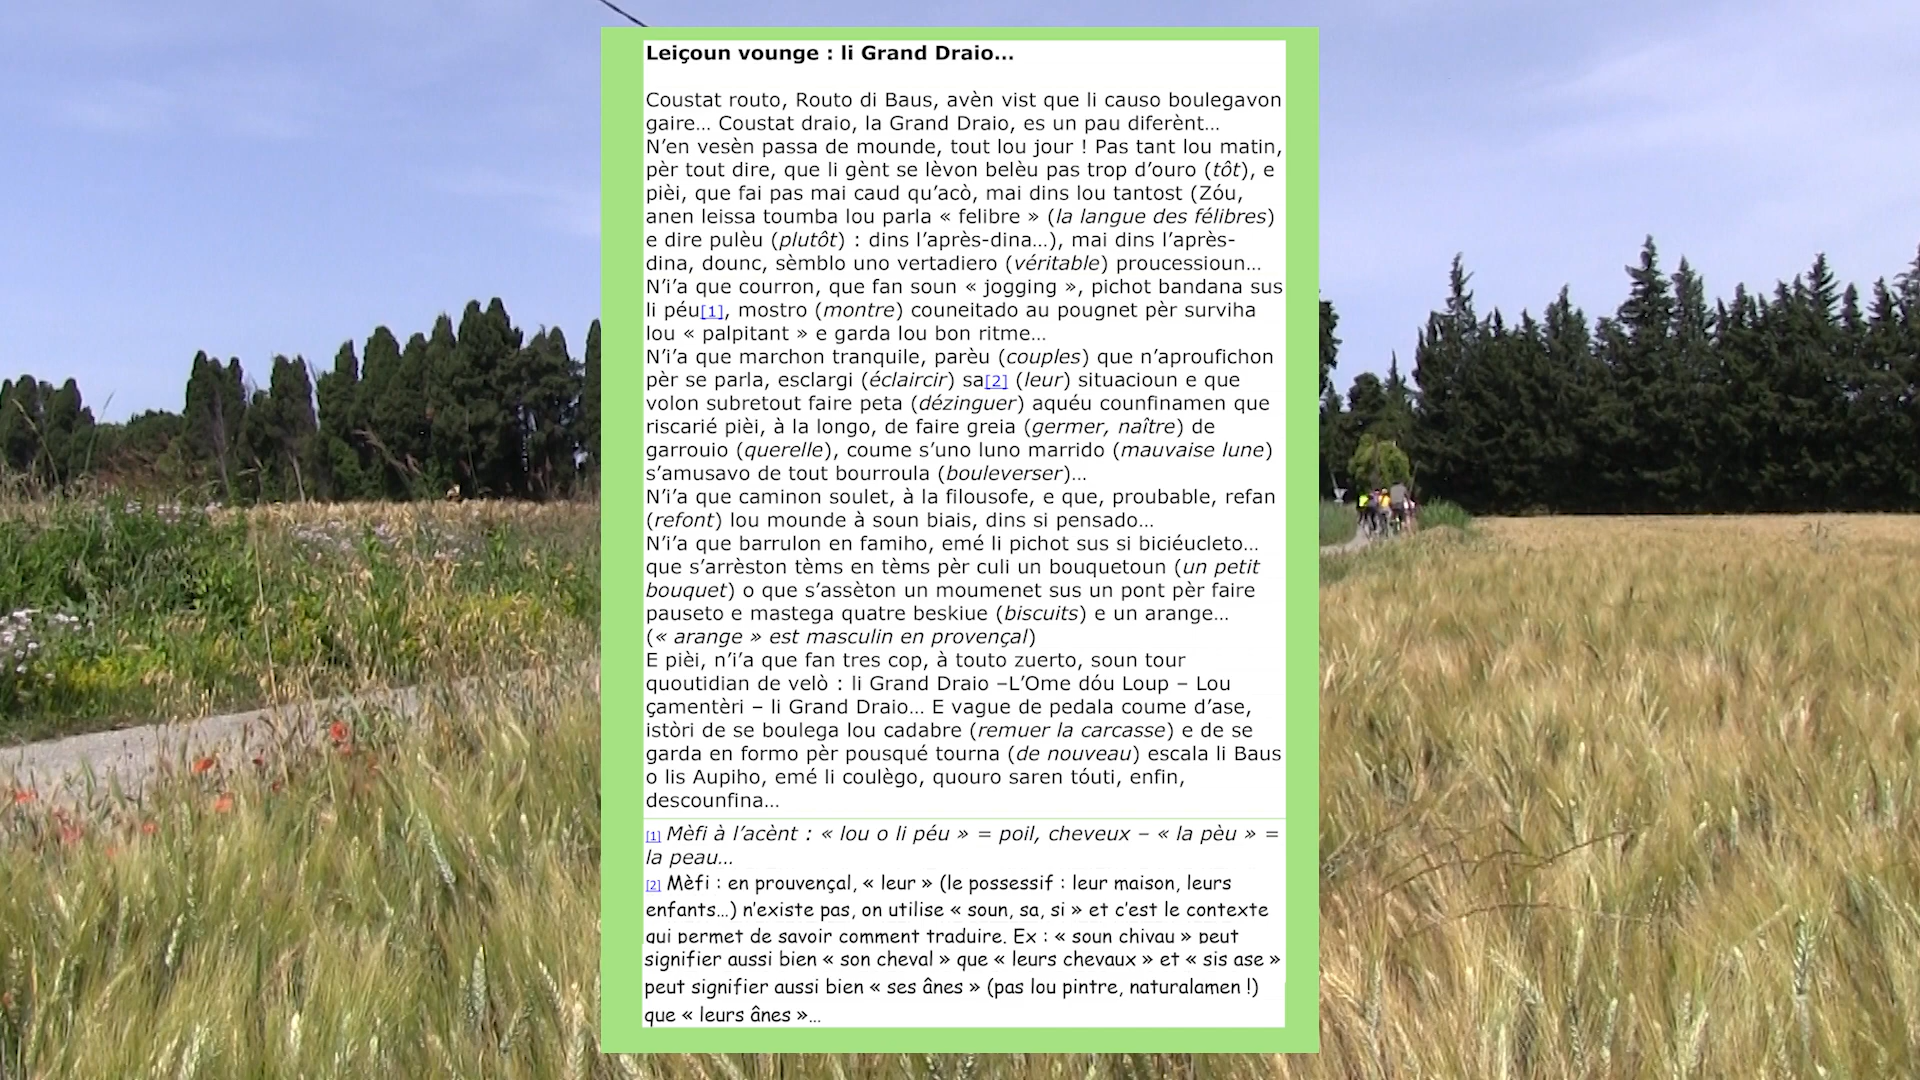 Leiçoun vounge : li Grand Draio...
Coustat routo, Routo di Baus, avèn vist que li causo boulegavon
gaire... Coustat draio, la Grand Draio, es un pau diferènt...
N'en vesèn passa de mounde, tout lou jour ! Pas tant lou matin,
pèr tout dire, que li gènt se lèvon belèu pas trop d'ouro (tôt), e
pièi, que fai pas mai caud qu'acò, mai dins lou tantost (Zóu,
anen leissa toumba lou parla « felibre » (la langue des félibres)
e dire pulèu (plutôt) : dins l'après-dina...), mai dins l'après-
dina, dounc, sèmblo uno vertadiero (véritable) proucessioun...
N'i'a que courron, que fan soun « jogging », pichot bandana sus
li péu[1], mostro (montre) couneitado au pougnet pèr surviha
lou « palpitant » e garda lou bon ritme...
N'i'a que marchon tranquile, parèu (couples) que n'aproufichon
pèr se parla, esclargi (éclaircir) sa[2] (leur) situacioun e que
volon subretout faire peta (dézinguer) aquéu counfinamen que
riscarié pièi, à la longo, de faire greia (germer, naître) de
garrouio (querelle), coume s'uno luno marrido (mauvaise lune)
s'amusavo de tout bourroula (bouleverser)...
N'i'a que caminon soulet, à la filousofe, e que, proubable, refan
(refont) lou mounde à soun biais, dins si pensado...
N'i'a que barrulon en famiho, emé li pichot sus si biciéucleto...
que s'arrèston tèms en tèms pèr culi un bouquetoun (un petit
bouquet) o que s'assèton un moumenet sus un pont pèr faire
pauseto e mastega quatre beskiue (biscuits) e un arange...
(« arange » est masculin en provençal)
E pièi, n'i'a que fan tres cop, à touto zuerto, soun tour
quoutidian de velò : li Grand Draio –L'Ome dóu Loup – Lou
çamentèri – li Grand Draio... E vague de pedala coume d'ase,
istòri de se boulega lou cadabre (remuer la carcasse) e de se
garda en formo pèr pousqué tourna (de nouveau) escala li Baus
o lis Aupiho, emé li coulègo, quouro saren tóuti, enfin,
descounfina...
[1] Mèfi à l'acènt : « lou o li péu » = poil, cheveux – « la pèu » =
la peau...
[2] Mèfi : en prouvençal, « leur » (le possessif : leur maison, leurs
enfants...) n'existe pas, on utilise « soun, sa, si » et c'est le contexte
qui permet de savoir comment traduire. Ex : « soun chivau » peut
signifier aussi bien « son cheval » que « leurs chevaux » et « sis ase »
peut signifier aussi bien « ses ânes » (pas lou pintre, naturalamen !)
que « leurs ânes »...